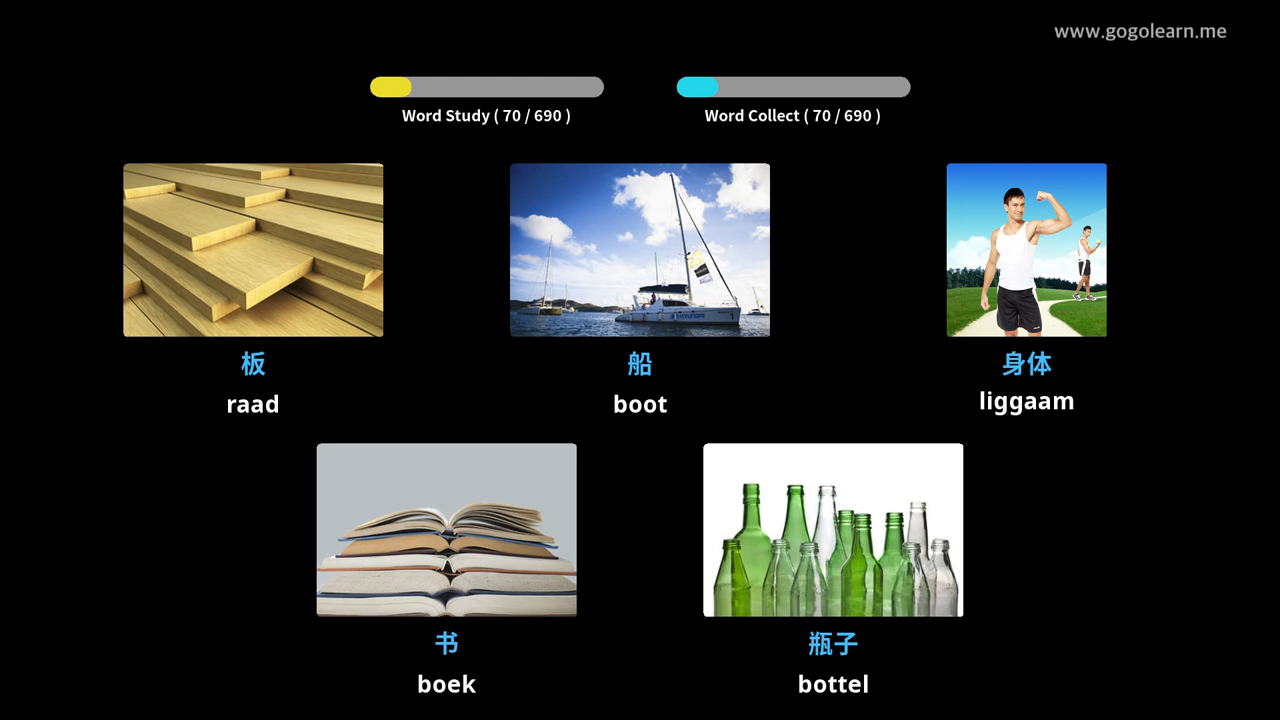 www.gogolearn.me
Word Study ( 70 / 690 )
Word Collect ( 70 / 690 )
板
船
身体
raad
boot
liggaam
书
瓶子
boek
bottel